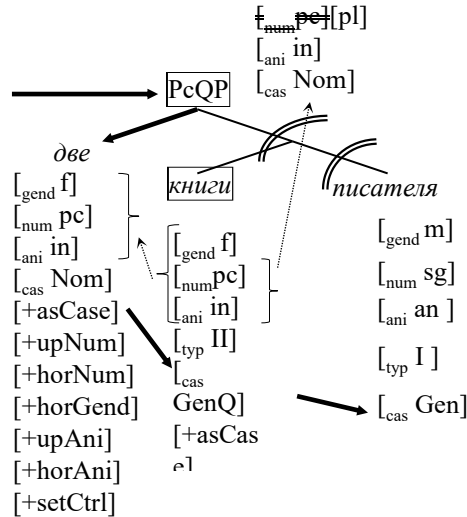 [num pc][pl]
[ani in]
[cas Nom]
PcQP
две
[gend f]
[num pc]
[ani in]
[cas Nom]
[+asCase]
[+upNum]
[+horNum]
[+horGend]
[+upAni]
[+horAni]
[+setCtrl]
книги
[gend f]
[numpc]
[ani in]
[typ II]
[cas
GenQ]
[+asCas
e]
писателя
[gend m]
[num sg]
[ani an ]
[typ I ]
[cas Gen]